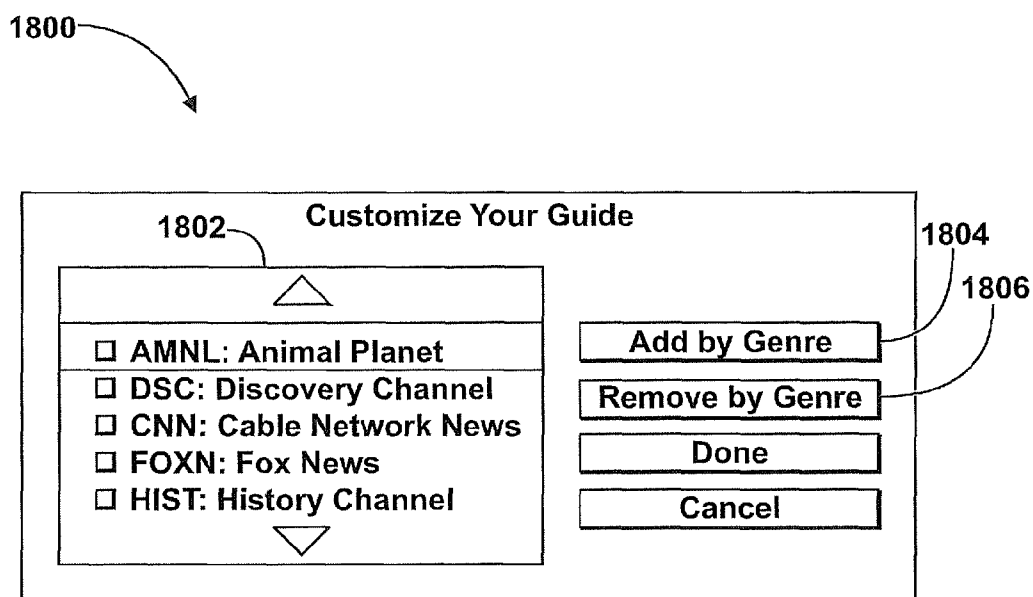 1800
Customize Your Guide
1802
1804
1806
AMNL: Animal Planet
DSC: Discovery Channel
CNN: Cable Network News
FOXN: Fox News
HIST: History Channel
Add by Genre
Remove by Genre
Done
Cancel